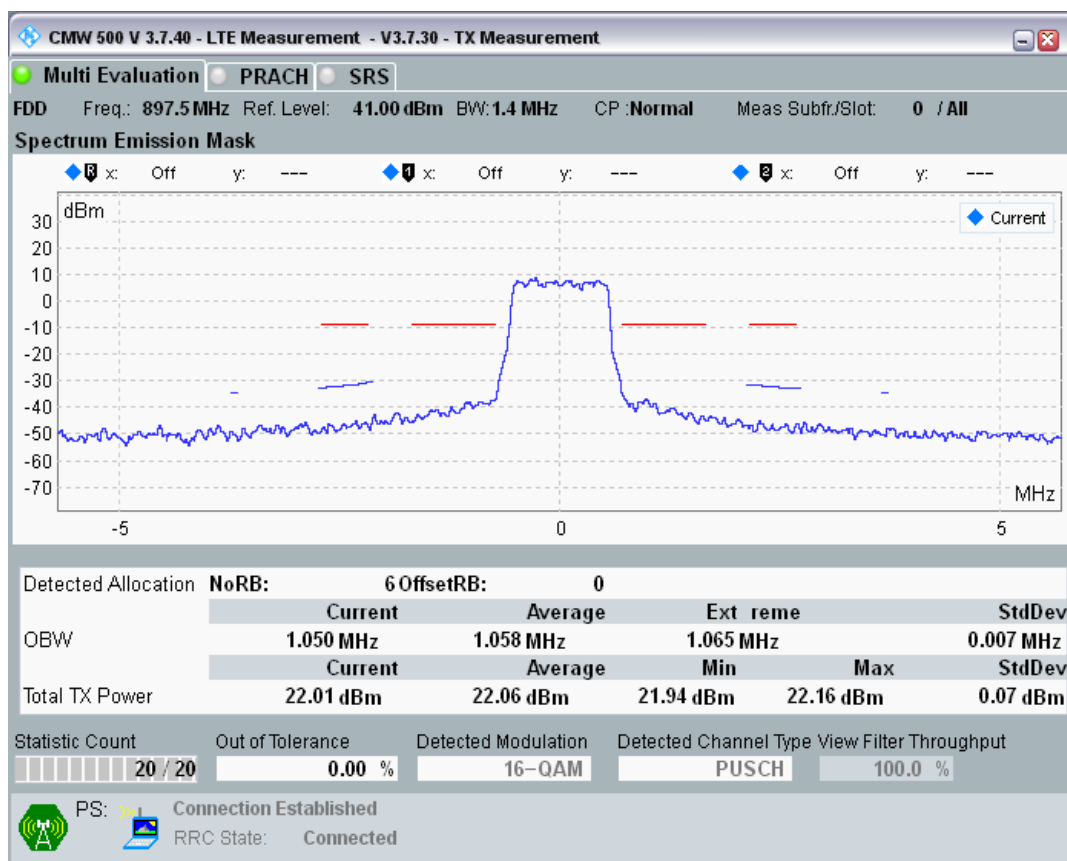 CMW 500 V 3.7.40 - LTE Measurement - V3.7.30 - TX Measurement
Multi Evaluation PRACH SRS
FDD Freq.: 897.5 MHz Ref. Level: 41.00 dBm BW: 1.4 MHz CP : Normal Meas Subfr./Slot: 0 / All
Spectrum Emission Mask
R x: Off y: --- 1 x: Off y: --- 2 x: Off y: ---
dBm
Current
30
20
10
0
-10
-20
-30
-40
-50
-60
-70
MHz
-5 0 5
Detected Allocation NoRB: 6 OffsetRB: 0
Current Average Ext reme StdDev
OBW 1.050 MHz 1.058 MHz 1.065 MHz 0.007 MHz
Current Average Min Max StdDev
Total TX Power 22.01 dBm 22.06 dBm 21.94 dBm 22.16 dBm 0.07 dBm
Statistic Count Out of Tolerance Detected Modulation Detected Channel Type View Filter Throughput
20 / 20 0.00 % 16-QAM PUSCH 100.0 %
PS: Connection Established
RRC State: Connected